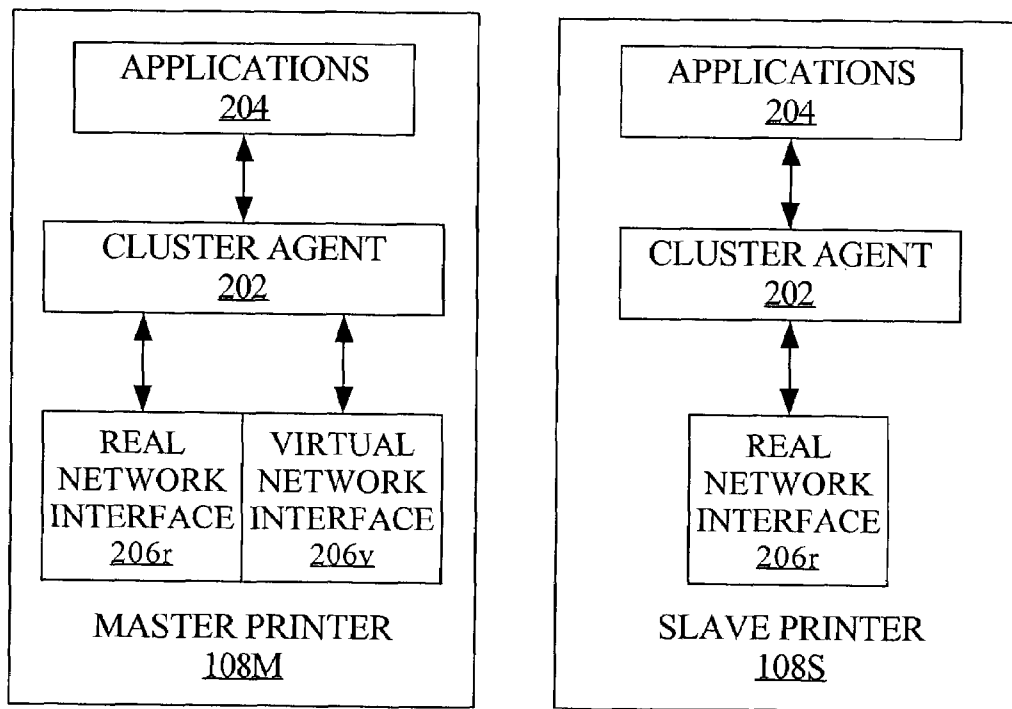 APPLICATIONS
204
CLUSTER AGENT
202
REAL
NETWORK
INTERFACE
206r
VIRTUAL
NETWORK
INTERFACE
206v
MASTER PRINTER
108M
APPLICATIONS
204
CLUSTER AGENT
202
REAL
NETWORK
INTERFACE
206r
SLAVE PRINTER
108S